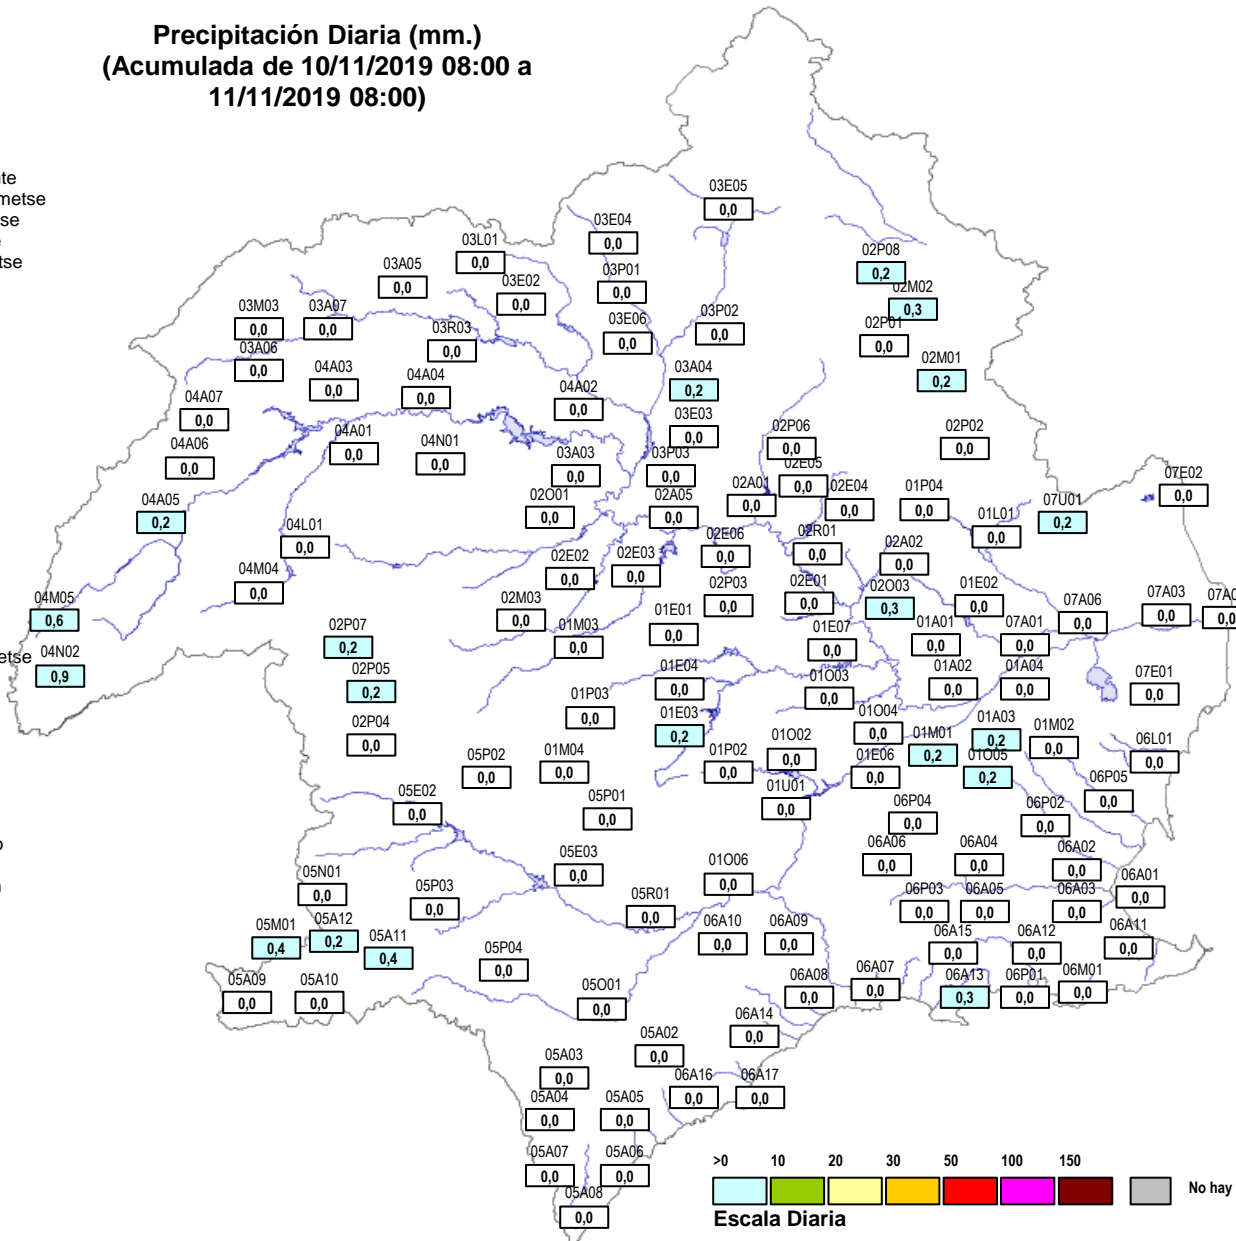 Precipitación Diaria (mm.)
(Acumulada de 10/11/2019 08:00 a
11/11/2019 08:00)
metse
se
tse
03E05
0,0
03E04
0,0
03L01
0,0
02P08
0,2
03A05
0,0
03P01
0,0
03E02
0,0
02M02
0,3
03M03
0,0
03A07
0,0
03P02
0,0
03E06
0,0
03R03
0,0
02P01
0,0
03A06
0,0
03A04
0,2
02M01
0,2
04A03
0,0
04A04
0,0
04A02
0,0
04A07
0,0
03E03
0,0
04A01
0,0
04N01
0,0
02P06
0,0
02P02
0,0
04A06
0,0
03A03
0,0
03P03
0,0
02E05
0,0
07E02
0,0
04A05
0,2
02O01
0,0
02A05
0,0
02A01
0,0
02E04
0,0
01P04
0,0
07U01
0,2
01L01
0,0
04L01
0,0
02E06
0,0
02R01
0,0
02A02
0,0
02E02
0,0
02E03
0,0
04M04
0,0
02P03
0,0
02E01
0,0
02O03
0,3
01E02
0,0
04M05
0,6
02M03
0,0
01E01
0,0
07A06
0,0
07A03
0,0
07A0
0,0
02P07
0,2
01M03
0,0
01E07
0,0
01A01
0,0
07A01
0,0
etse
04N02
0,9
02P05
0,2
01E04
0,0
01O03
0,0
01A02
0,0
01A04
0,0
07E01
0,0
01P03
0,0
02P04
0,0
01E03
0,2
01O04
0,0
01M01
0,2
01A03
0,2
01M02
0,0
06L01
0,0
05P02
0,0
01M04
0,0
01P02
0,0
01O02
0,0
01E06
0,0
01O05
0,2
06P05
0,0
05E02
0,0
05P01
0,0
01U01
0,0
06P04
0,0
06P02
0,0
05E03
0,0
01O06
0,0
06A06
0,0
06A04
0,0
06A02
0,0
05N01
0,0
05P03
0,0
05R01
0,0
06P03
0,0
06A05
0,0
06A03
0,0
06A01
0,0
05M01
0,4
05A12
0,2
05A11
0,4
05P04
0,0
06A10
0,0
06A09
0,0
06A15
0,0
06A12
0,0
06A11
0,0
05A09
0,0
05A10
0,0
05O01
0,0
06A08
0,0
06A07
0,0
06A13
0,3
06P01
0,0
06M01
0,0
05A02
0,0
06A14
0,0
05A03
0,0
06A16
0,0
06A17
0,0
05A04
0,0
05A05
0,0
05A07
0,0
05A06
0,0
05A08
0,0
>0 10 20 30 50 100 150
No hay
Escala Diaria